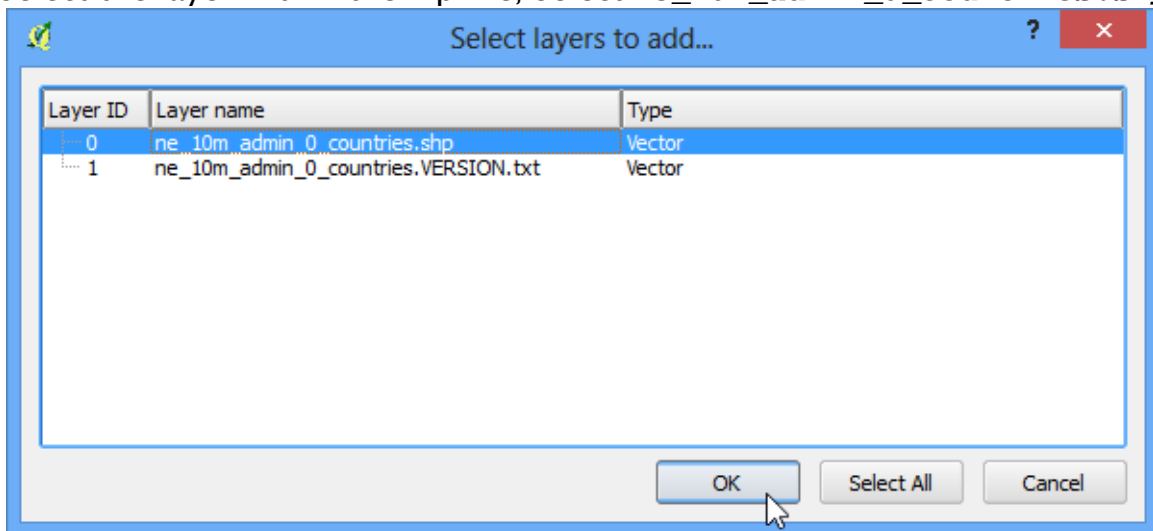 Select layers to add...
?
Layer ID Layer name Type
0 ne_10m_admin_0_countries.shp Vector
1 ne_10m_admin_0_countries.VERSION.txt Vector
OK Select All Cancel